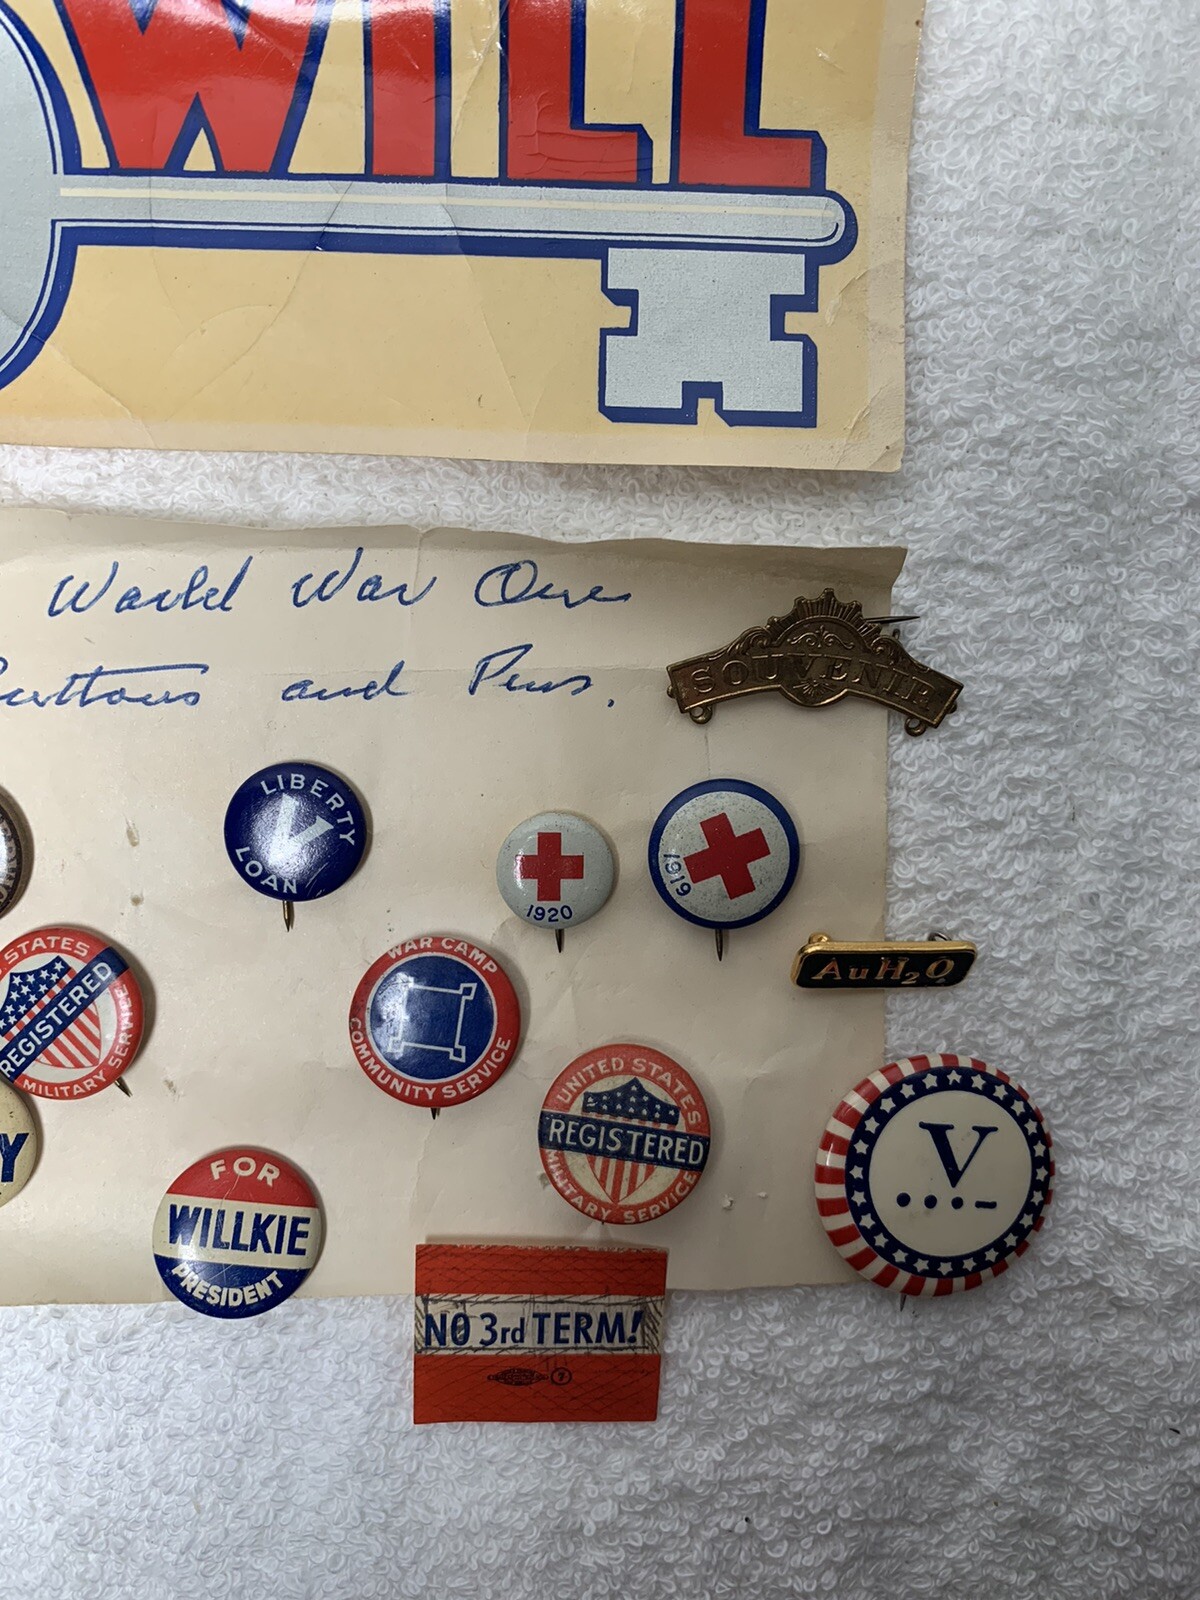 WILL
World War One
Buttons and Pins.
SOUVENIR
LIBERTY
V
LOAN
1920
1919
AuH2O
STATES
REGISTERED
MILITARY SERVICE
WAR CAMP
COMMUNITY SERVICE
UNITED STATES
REGISTERED
MILITARY SERVICE
V
...–
Y
FOR
WILLKIE
PRESIDENT
NO 3rd TERM!
7